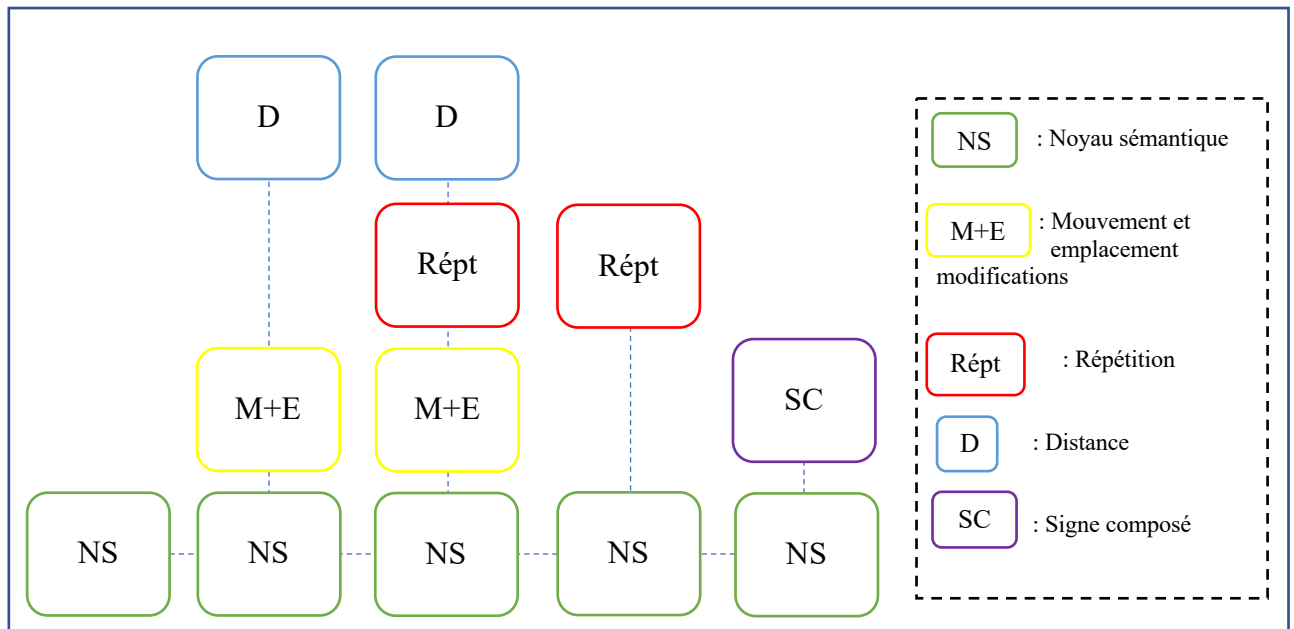 D D
Répt Répt
M+E M+E SC
NS NS NS NS NS
NS : Noyau sémantique
M+E : Mouvement et
emplacement
modifications
Répt : Répétition
D : Distance
SC : Signe composé